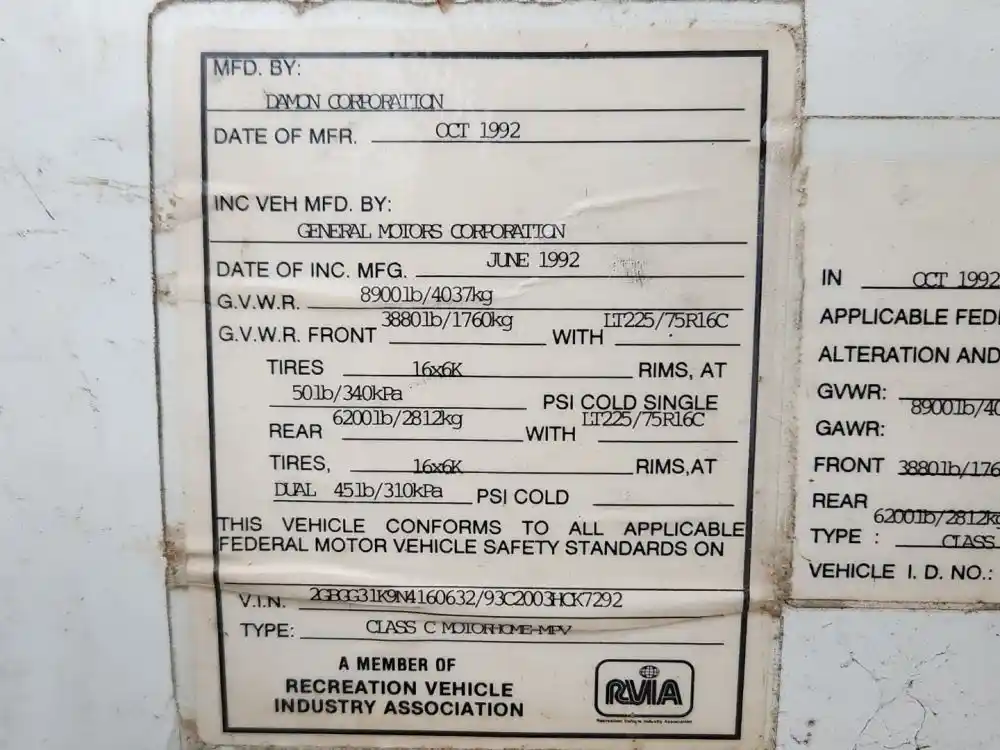 MFD. BY:
DAMON CORPORATION
DATE OF MFR. OCT 1992
INC VEH MFD. BY:
GENERAL MOTORS CORPORATION
DATE OF INC. MFG. JUNE 1992
G.V.W.R. 8900lb/4037kg
G.V.W.R. FRONT 3880lb/1760kg WITH LT225/75R16C
TIRES 16x6K RIMS, AT
50lb/340kPa PSI COLD SINGLE
REAR 6200lb/2812kg WITH LT225/75R16C
TIRES, 16x6K RIMS,AT
DUAL 45lb/310kPa PSI COLD
THIS VEHICLE CONFORMS TO ALL APPLICABLE
FEDERAL MOTOR VEHICLE SAFETY STANDARDS ON
V.I.N. 2GBGG31K9N4160632/93C2003HCK7292
TYPE: CLASS C MOTORHOME-MPV
A MEMBER OF
RECREATION VEHICLE
INDUSTRY ASSOCIATION
RVIA
Recreation Vehicle Industry Association
IN OCT 1992
APPLICABLE FED
ALTERATION AND
GVWR: 8900lb/40
GAWR:
FRONT 3880lb/176
REAR 6200lb/2812kg
TYPE : CLASS
VEHICLE I. D. NO.: